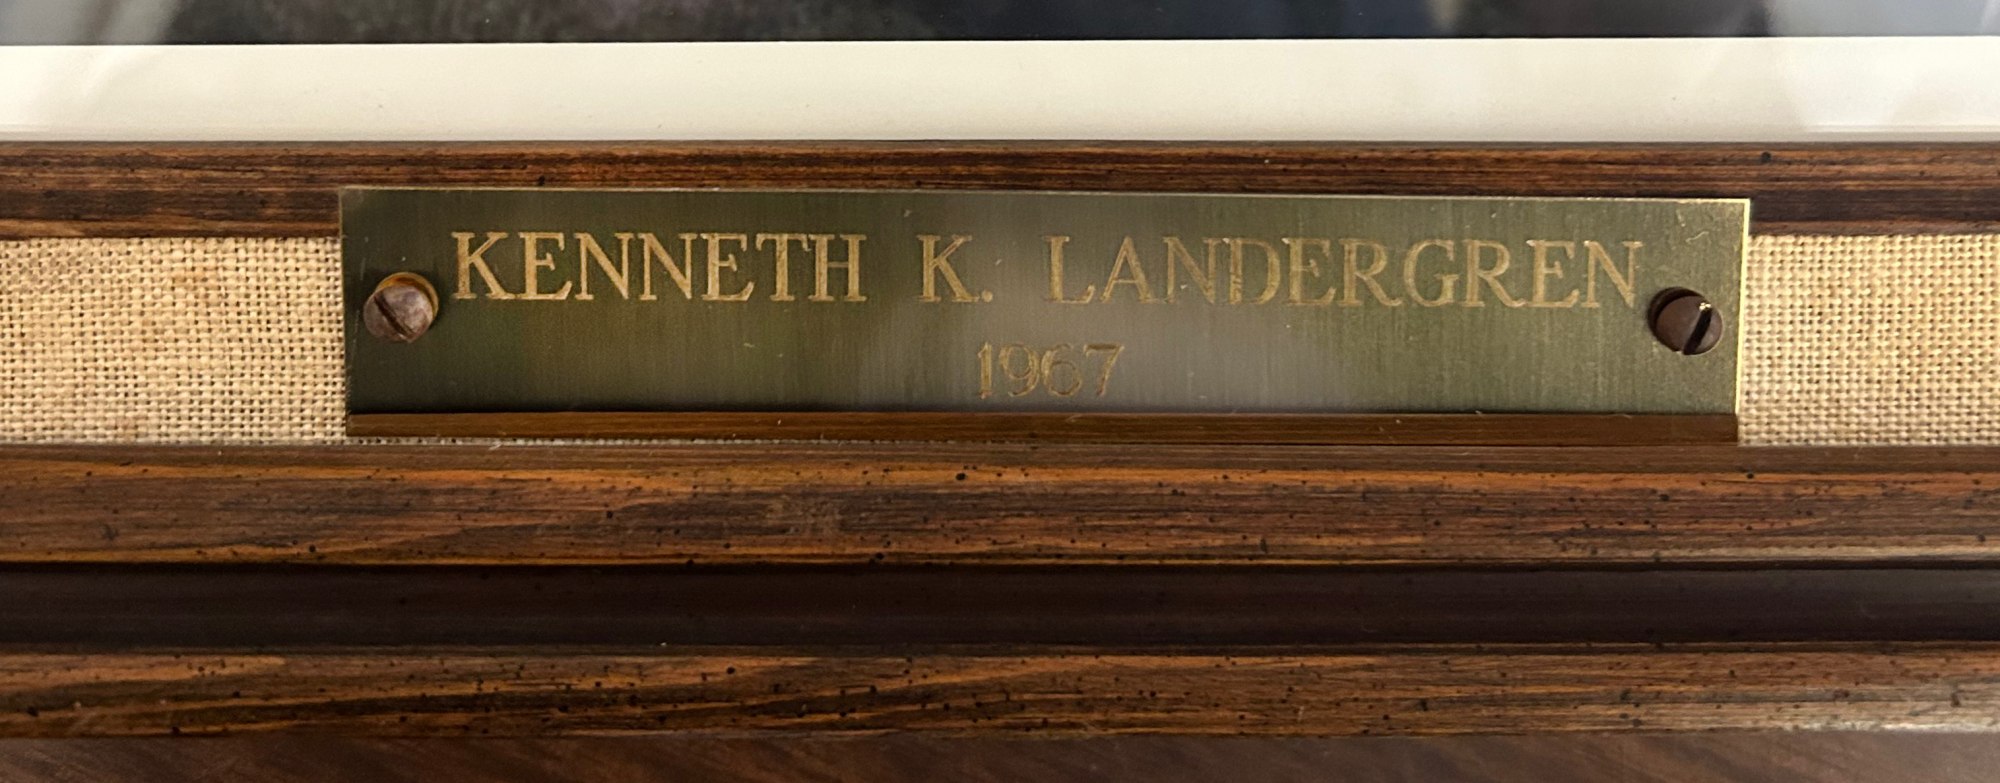 KENNETH K. LANDERGREN
1967